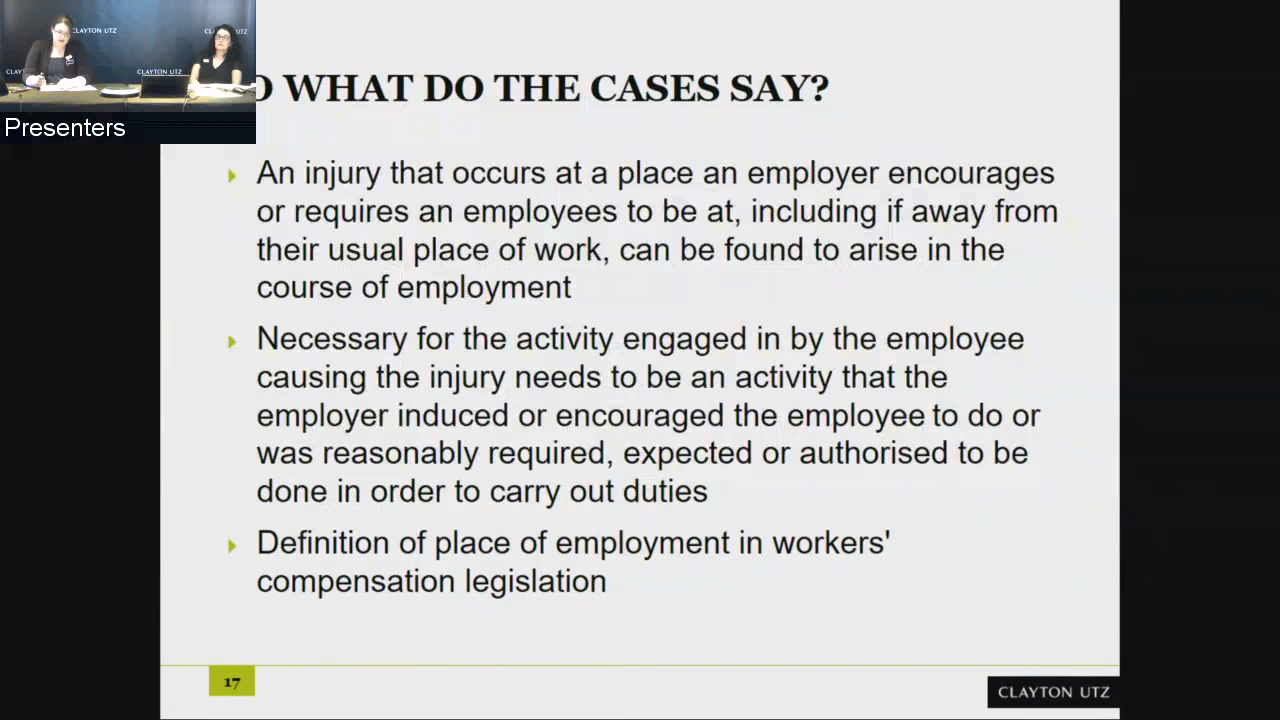 CLAYTON UTZ
CLAYTON UTZ
Presenters
WHAT DO THE CASES SAY?
An injury that occurs at a place an employer encourages
or requires an employees to be at, including if away from
their usual place of work, can be found to arise in the
course of employment
Necessary for the activity engaged in by the employee
causing the injury needs to be an activity that the
employer induced or encouraged the employee to do or
was reasonably required, expected or authorised to be
done in order to carry out duties
Definition of place of employment in workers'
compensation legislation
17
CLAYTON UTZ